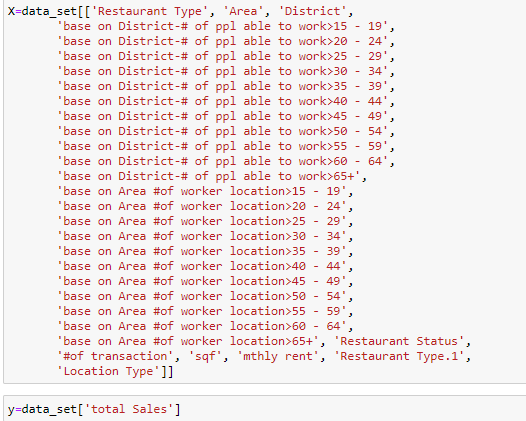 X=data_set[['Restaurant Type', 'Area', 'District',
'base on District-# of ppl able to work>15 - 19',
'base on District-# of ppl able to work>20 - 24',
'base on District-# of ppl able to work>25 - 29',
'base on District-# of ppl able to work>30 - 34',
'base on District-# of ppl able to work>35 - 39',
'base on District-# of ppl able to work>40 - 44',
'base on District-# of ppl able to work>45 - 49',
'base on District-# of ppl able to work>50 - 54',
'base on District-# of ppl able to work>55 - 59',
'base on District-# of ppl able to work>60 - 64',
'base on District-# of ppl able to work>65+',
'base on Area #of worker location>15 - 19',
'base on Area #of worker location>20 - 24',
'base on Area #of worker location>25 - 29',
'base on Area #of worker location>30 - 34',
'base on Area #of worker location>35 - 39',
'base on Area #of worker location>40 - 44',
'base on Area #of worker location>45 - 49',
'base on Area #of worker location>50 - 54',
'base on Area #of worker location>55 - 59',
'base on Area #of worker location>60 - 64',
'base on Area #of worker location>65+', 'Restaurant Status',
'#of transaction', 'sqf', 'mthly rent', 'Restaurant Type.1',
'Location Type']]
y=data_set['total Sales']